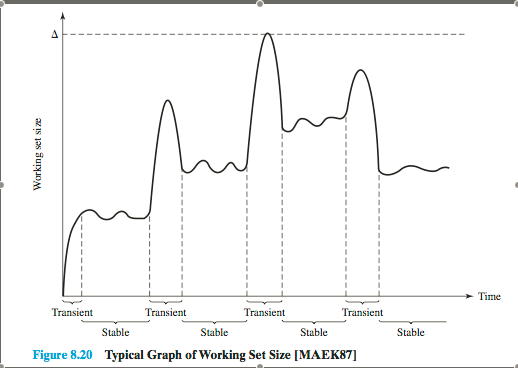 Δ
Working set size
Time
Transient Transient Transient Transient
Stable Stable Stable Stable
Figure 8.20 Typical Graph of Working Set Size [MAEK87]